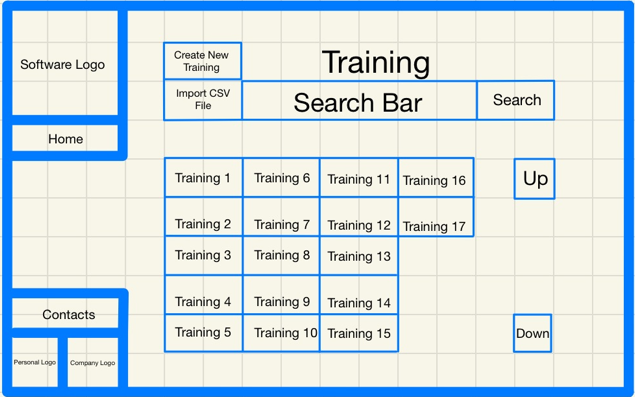 Software Logo
Home
Contacts
Personal Logo
Company Logo
Create New
Training
Training
Import CSV
File
Search Bar
Search
Training 1
Training 6
Training 11
Training 16
Training 2
Training 7
Training 12
Training 17
Training 3
Training 8
Training 13
Training 4
Training 9
Training 14
Training 5
Training 10
Training 15
Up
Down